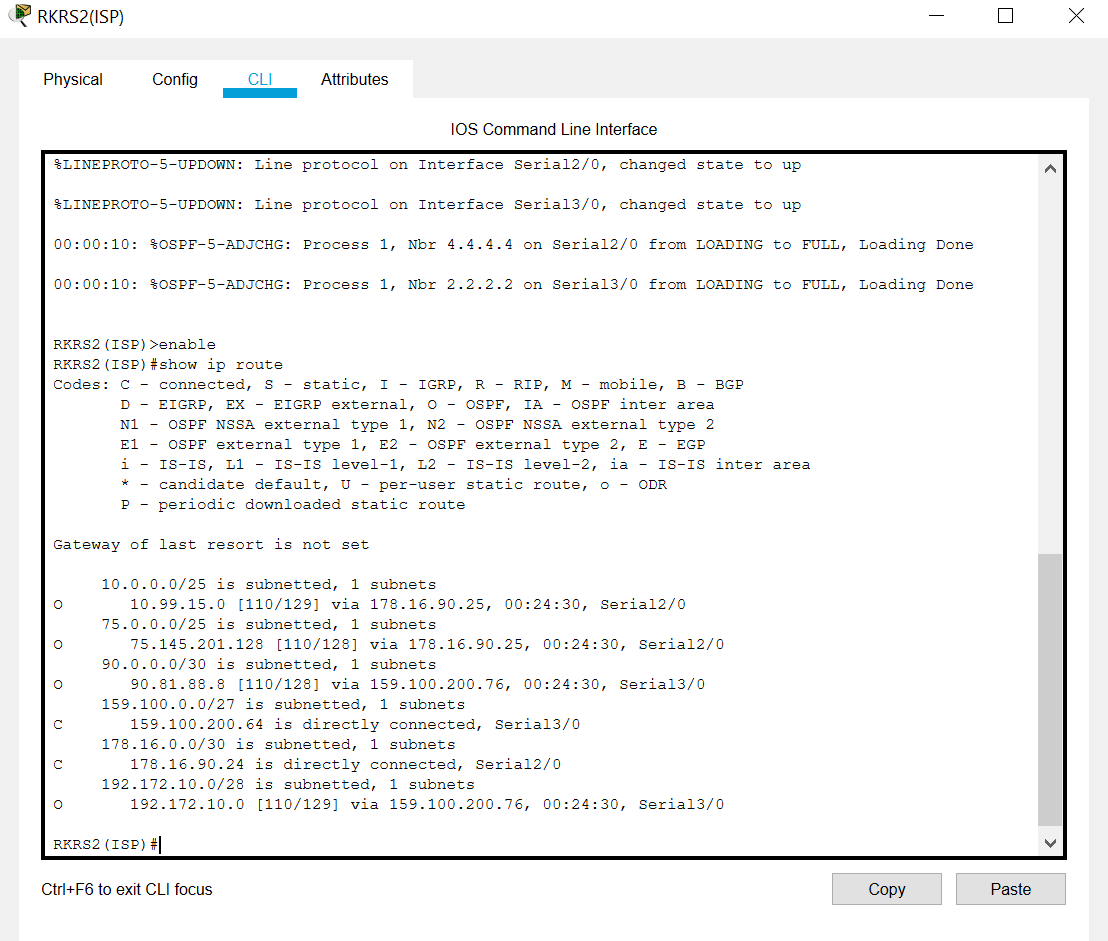 RKRS2(ISP)
Physical Config CLI Attributes
IOS Command Line Interface
%LINEPROTO-5-UPDOWN: Line protocol on Interface Serial2/0, changed state to up
%LINEPROTO-5-UPDOWN: Line protocol on Interface Serial3/0, changed state to up
00:00:10: %OSPF-5-ADJCHG: Process 1, Nbr 4.4.4.4 on Serial2/0 from LOADING to FULL, Loading Done
00:00:10: %OSPF-5-ADJCHG: Process 1, Nbr 2.2.2.2 on Serial3/0 from LOADING to FULL, Loading Done
RKRS2(ISP)>enable
RKRS2(ISP)#show ip route
Codes: C - connected, S - static, I - IGRP, R - RIP, M - mobile, B - BGP
D - EIGRP, EX - EIGRP external, O - OSPF, IA - OSPF inter area
N1 - OSPF NSSA external type 1, N2 - OSPF NSSA external type 2
E1 - OSPF external type 1, E2 - OSPF external type 2, E - EGP
i - IS-IS, L1 - IS-IS level-1, L2 - IS-IS level-2, ia - IS-IS inter area
* - candidate default, U - per-user static route, o - ODR
P - periodic downloaded static route
Gateway of last resort is not set
10.0.0.0/25 is subnetted, 1 subnets
O 10.99.15.0 [110/129] via 178.16.90.25, 00:24:30, Serial2/0
75.0.0.0/25 is subnetted, 1 subnets
O 75.145.201.128 [110/128] via 178.16.90.25, 00:24:30, Serial2/0
90.0.0.0/30 is subnetted, 1 subnets
O 90.81.88.8 [110/128] via 159.100.200.76, 00:24:30, Serial3/0
159.100.0.0/27 is subnetted, 1 subnets
C 159.100.200.64 is directly connected, Serial3/0
178.16.0.0/30 is subnetted, 1 subnets
C 178.16.90.24 is directly connected, Serial2/0
192.172.10.0/28 is subnetted, 1 subnets
O 192.172.10.0 [110/129] via 159.100.200.76, 00:24:30, Serial3/0
RKRS2(ISP)#
Ctrl+F6 to exit CLI focus
Copy Paste